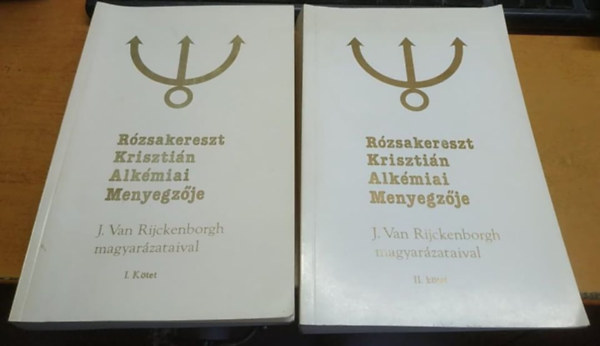 Rózsakereszt
Krisztián
Alkémiai
Menyegzője
J. Van Rijckenborgh
magyarázataival
I. Kötet
Rózsakereszt
Krisztián
Alkémiai
Menyegzője
J. Van Rijckenborgh
magyarázataival
II. kötet